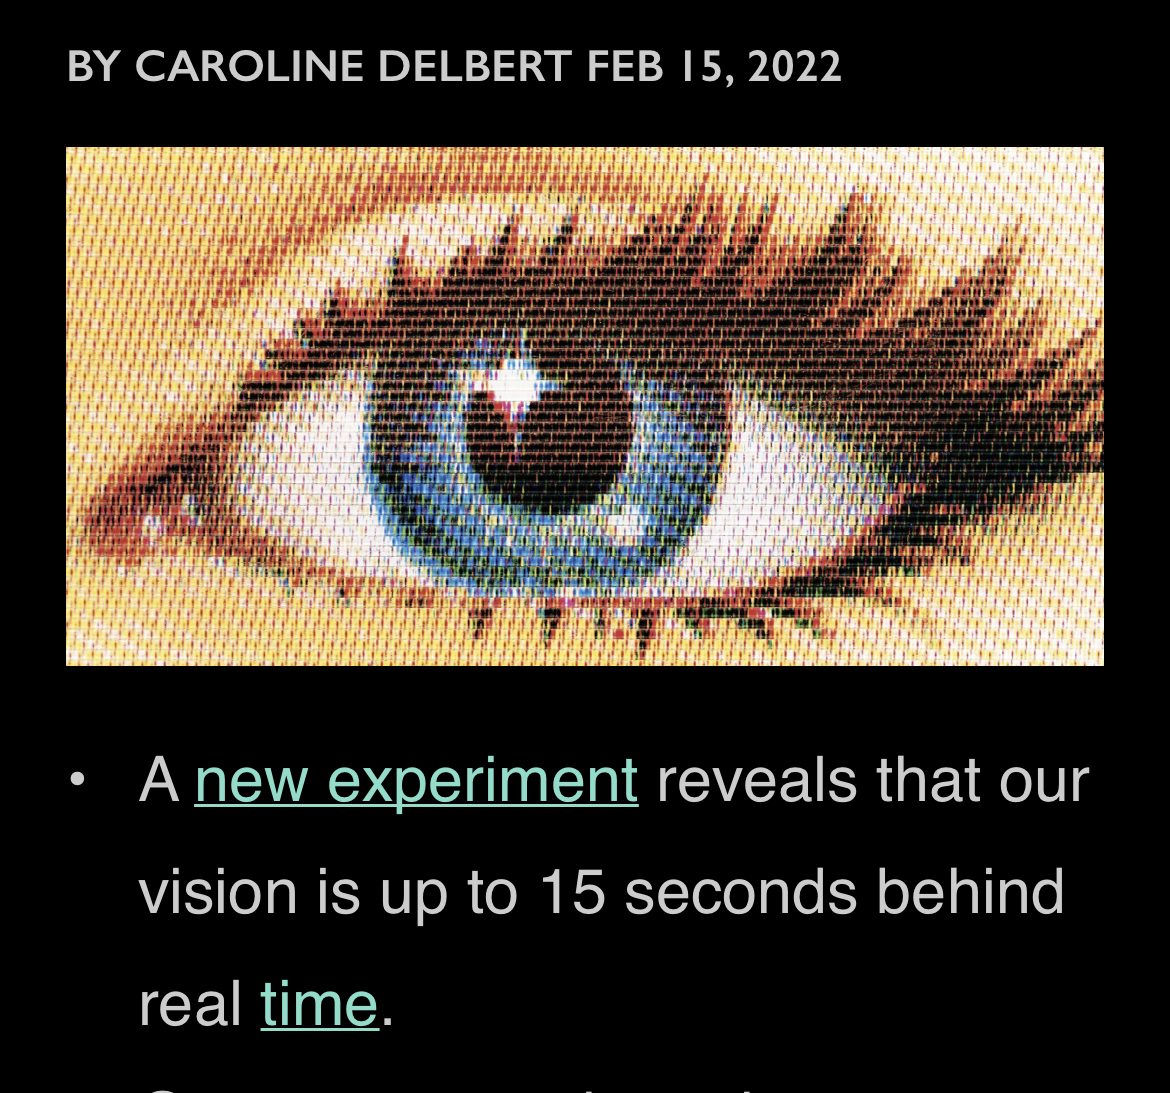 BY CAROLINE DELBERT FEB 15, 2022
• A new experiment reveals that our
vision is up to 15 seconds behind
real time.